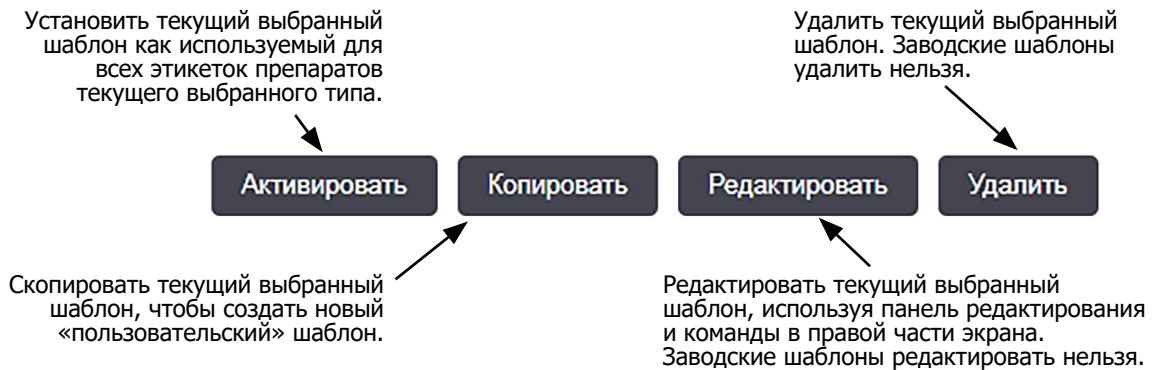 Установить текущий выбранный
шаблон как используемый для
всех этикеток препаратов
текущего выбранного типа.
Удалить текущий выбранный
шаблон. Заводские шаблоны
удалить нельзя.
Активировать
Копировать
Редактировать
Удалить
Скопировать текущий выбранный
шаблон, чтобы создать новый
«пользовательский» шаблон.
Редактировать текущий выбранный
шаблон, используя панель редактирования
и команды в правой части экрана.
Заводские шаблоны редактировать нельзя.